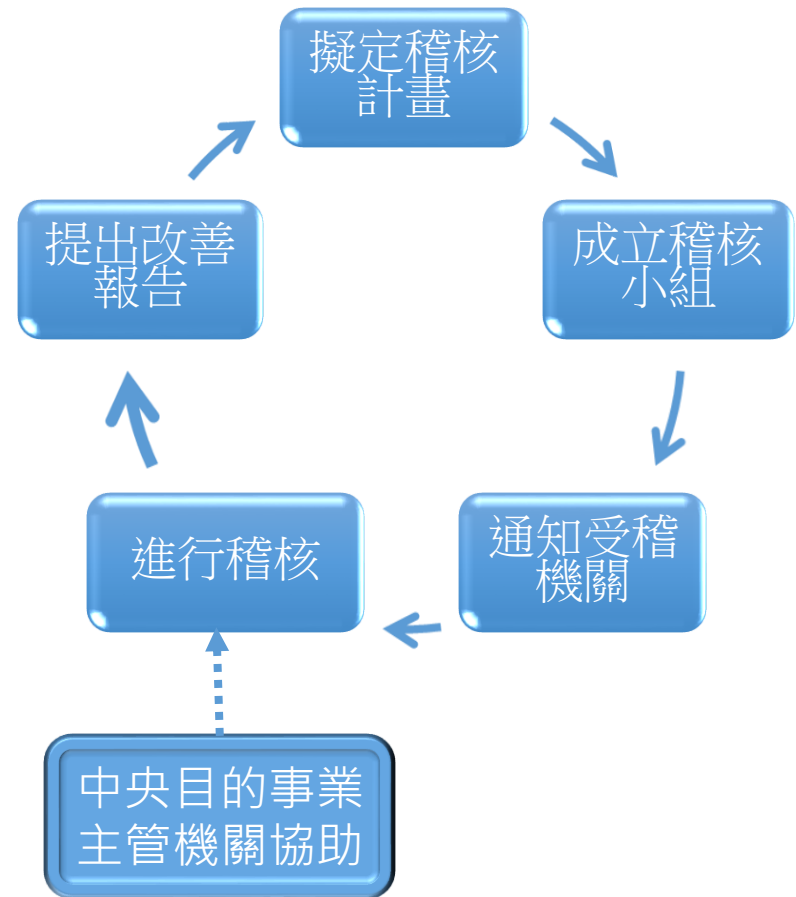 擬定稽核
計畫
成立稽核
小組
通知受稽
機關
進行稽核
提出改善
報告
中央目的事業
主管機關協助